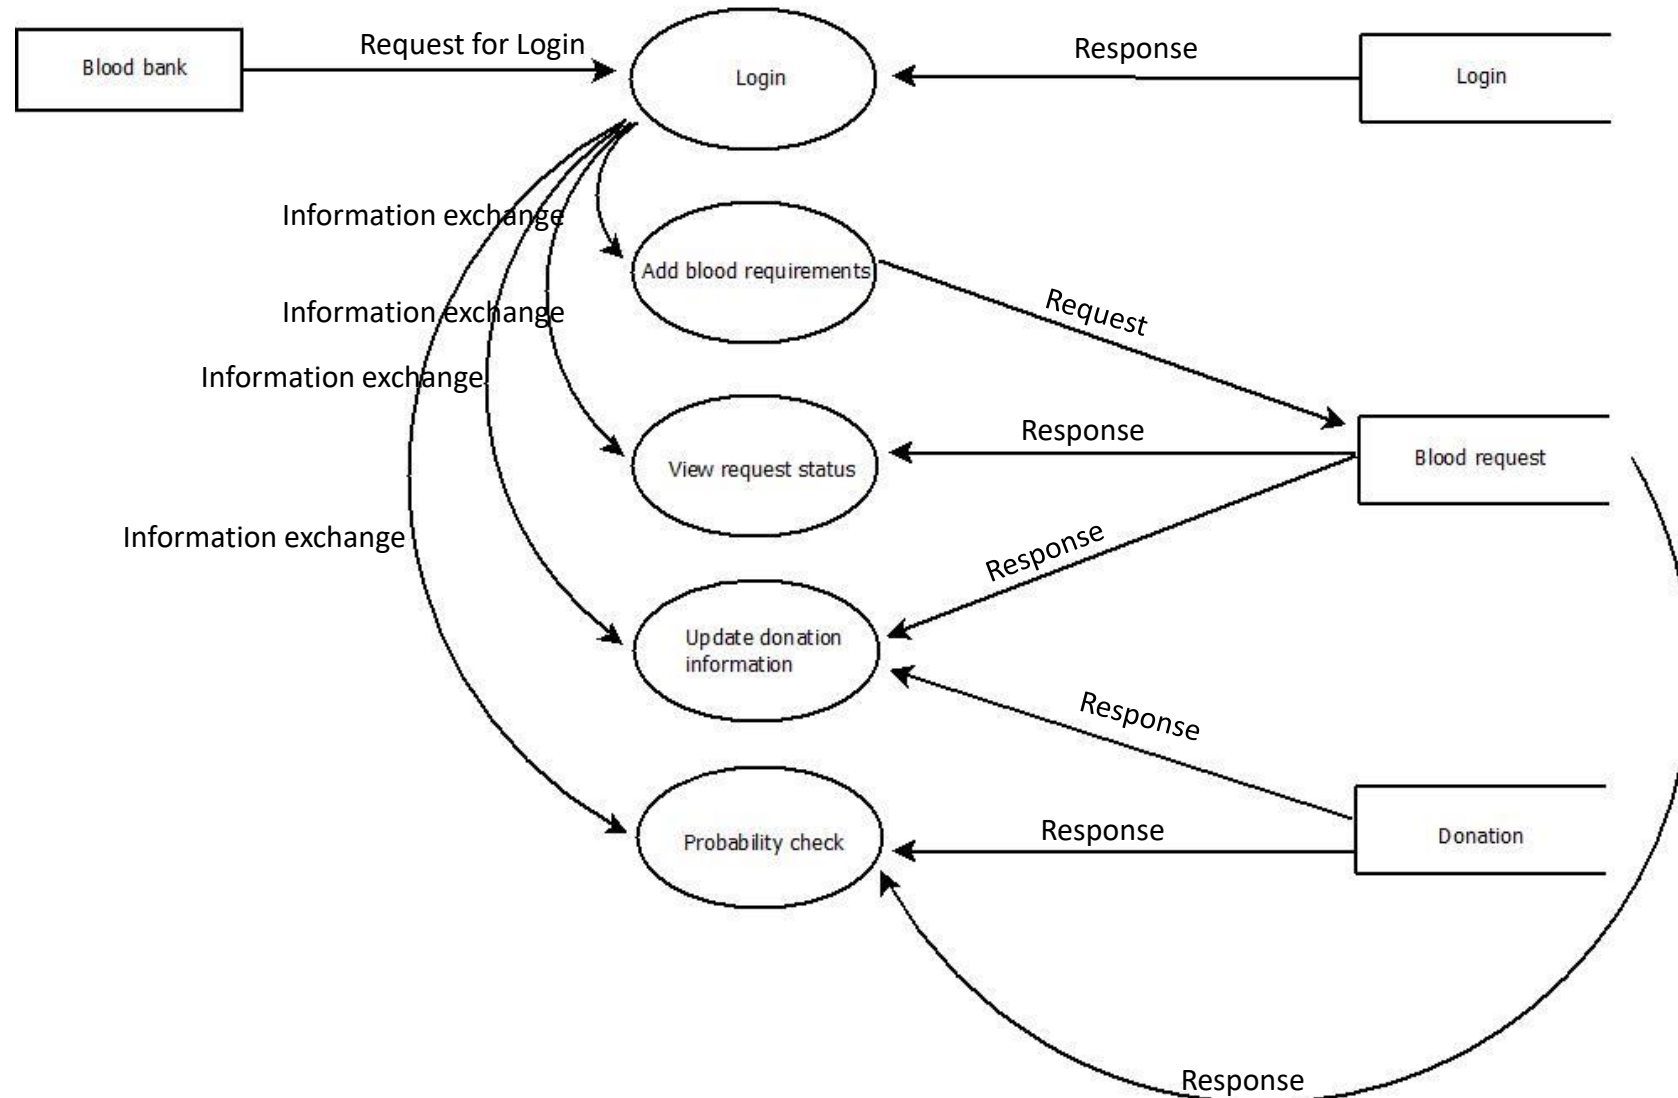 Blood bank
Request for Login
Login
Response
Login
Information exchange
Add blood requirements
Request
Information exchange
Information exchange
Response
Blood request
View request status
Response
Information exchange
Update donation
information
Response
Response
Donation
Probability check
Response